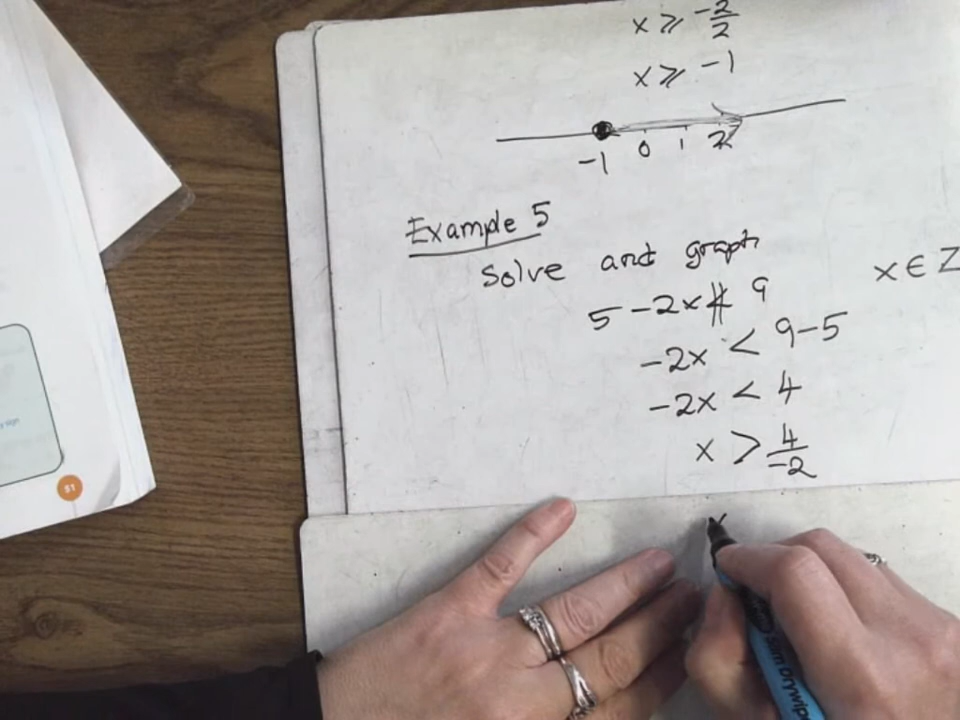 x ⩾ -2/2
x ⩾ -1
-1 0 1 2
Example 5
Solve and graph x ∈ Z
5 - 2x < 9
-2x < 9-5
-2x < 4
x > 4/-2
x
51